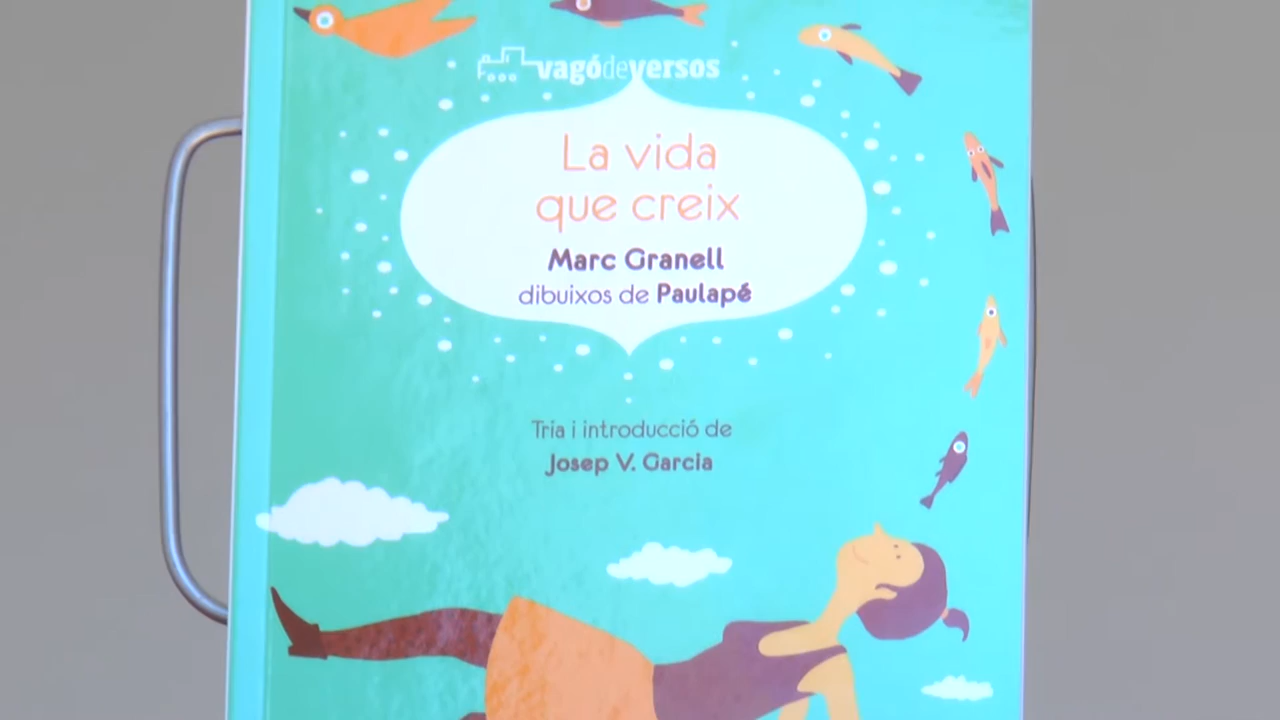 vagódeversos
La vida
que creix
Marc Granell
dibuixos de Paulapé
Tria i introducció de
Josep V. Garcia